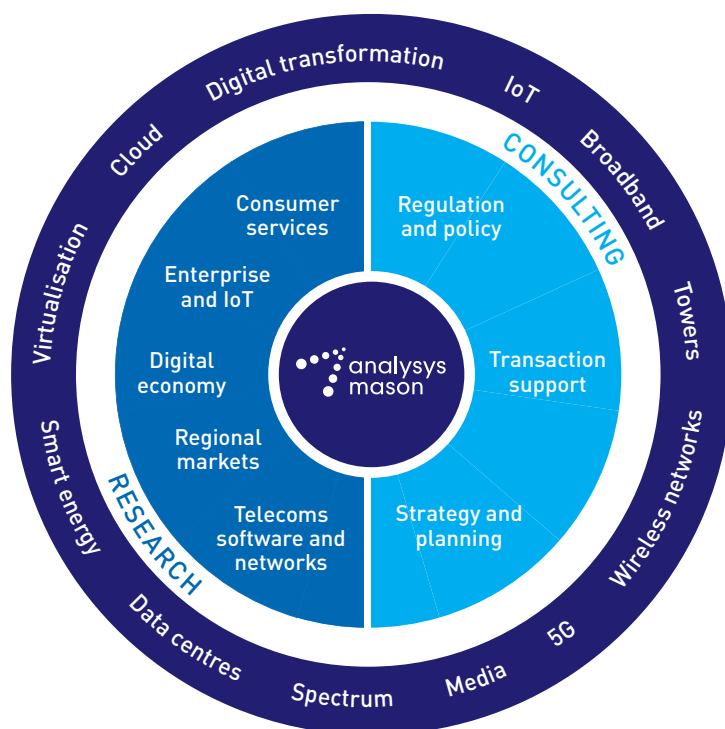 Digital transformation
IoT
Broadband
Towers
Wireless networks
5G
Media
Spectrum
Data centres
Smart energy
Virtualisation
Cloud
CONSULTING
RESEARCH
Consumer
services
Enterprise
and IoT
Digital
economy
Regional
markets
Telecoms
software and
networks
Regulation
and policy
Transaction
support
Strategy and
planning
analysys
mason